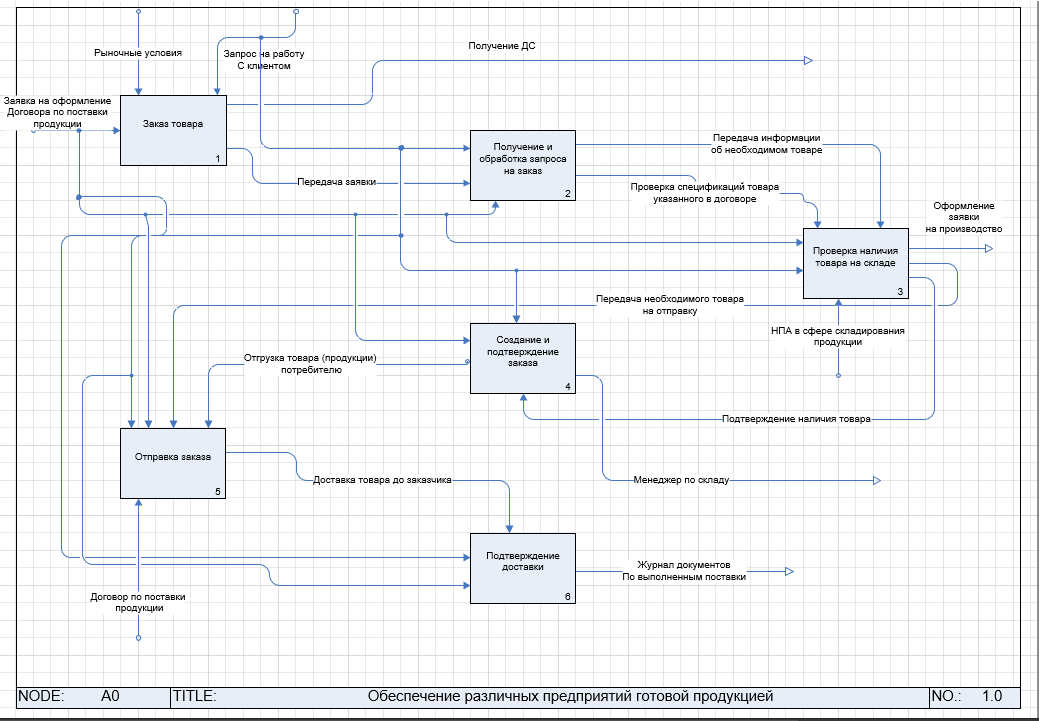 Получение ДС
Рыночные условия
Запрос на работу
С клиентом
Заявка на оформление
Договора по поставки
продукции
Заказ товара
1
Получение и
обработка запроса
на заказ
2
Передача информации
об необходимом товаре
Передача заявки
Проверка спецификаций товара
указанного в договоре
Оформление
заявки
на производство
Проверка наличия
товара на складе
3
Передача необходимого товара
на отправку
НПА в сфере складирования
продукции
Создание и
подтверждение
заказа
4
Отгрузка товара (продукции)
потребителю
Подтверждение наличия товара
Отправка заказа
5
Доставка товара до заказчика
Менеджер по складу
Подтверждение
доставки
6
Журнал документов
По выполненным поставки
Договор по поставки
продукции
NODE: A0 TITLE: Обеспечение различных предприятий готовой продукцией NO.: 1.0